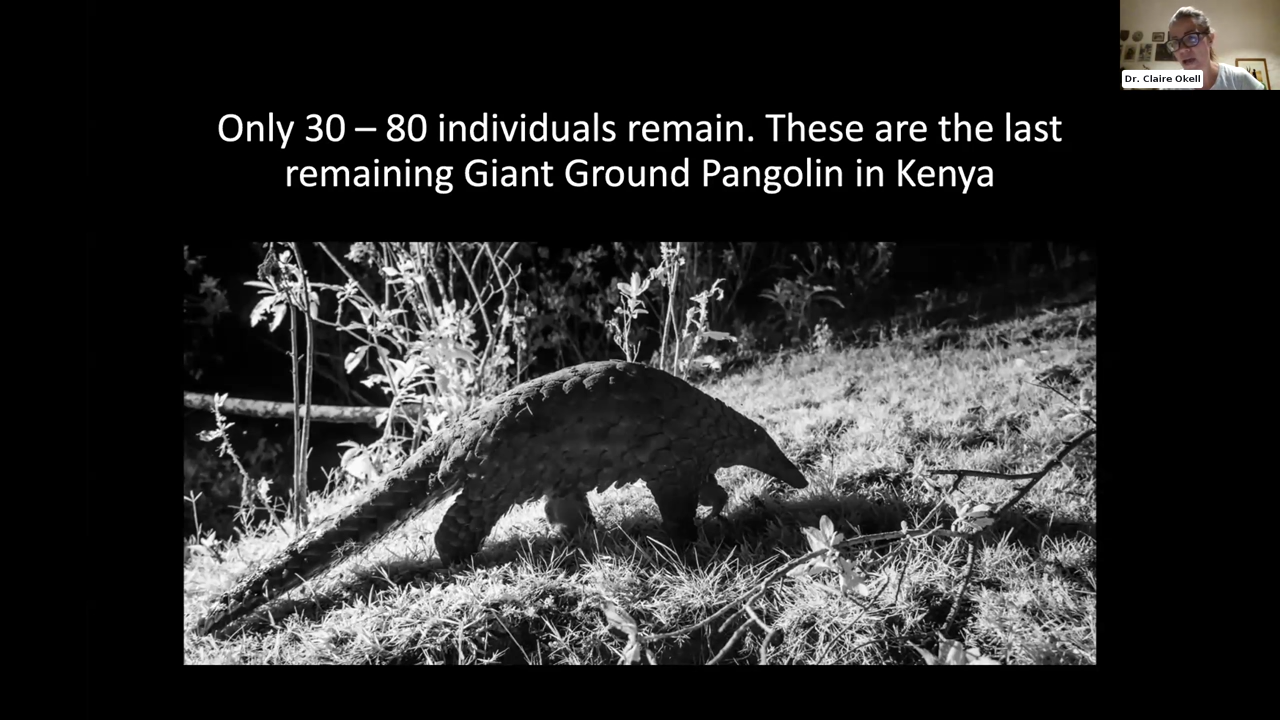 Dr. Claire Okell
Only 30 – 80 individuals remain. These are the last
remaining Giant Ground Pangolin in Kenya